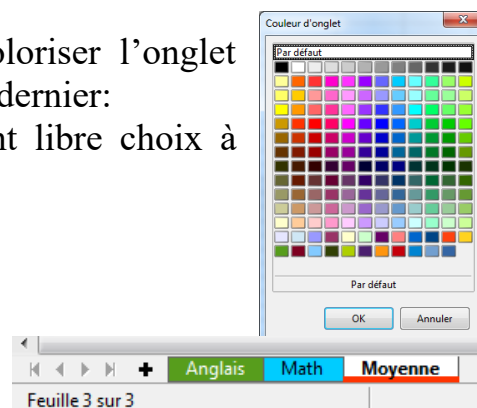 Couleur d'onglet
oloriser l'onglet
Par défaut
dernier:
nt libre choix à
Par défaut
OK Annuler
Anglais Math Moyenne
Feuille 3 sur 3